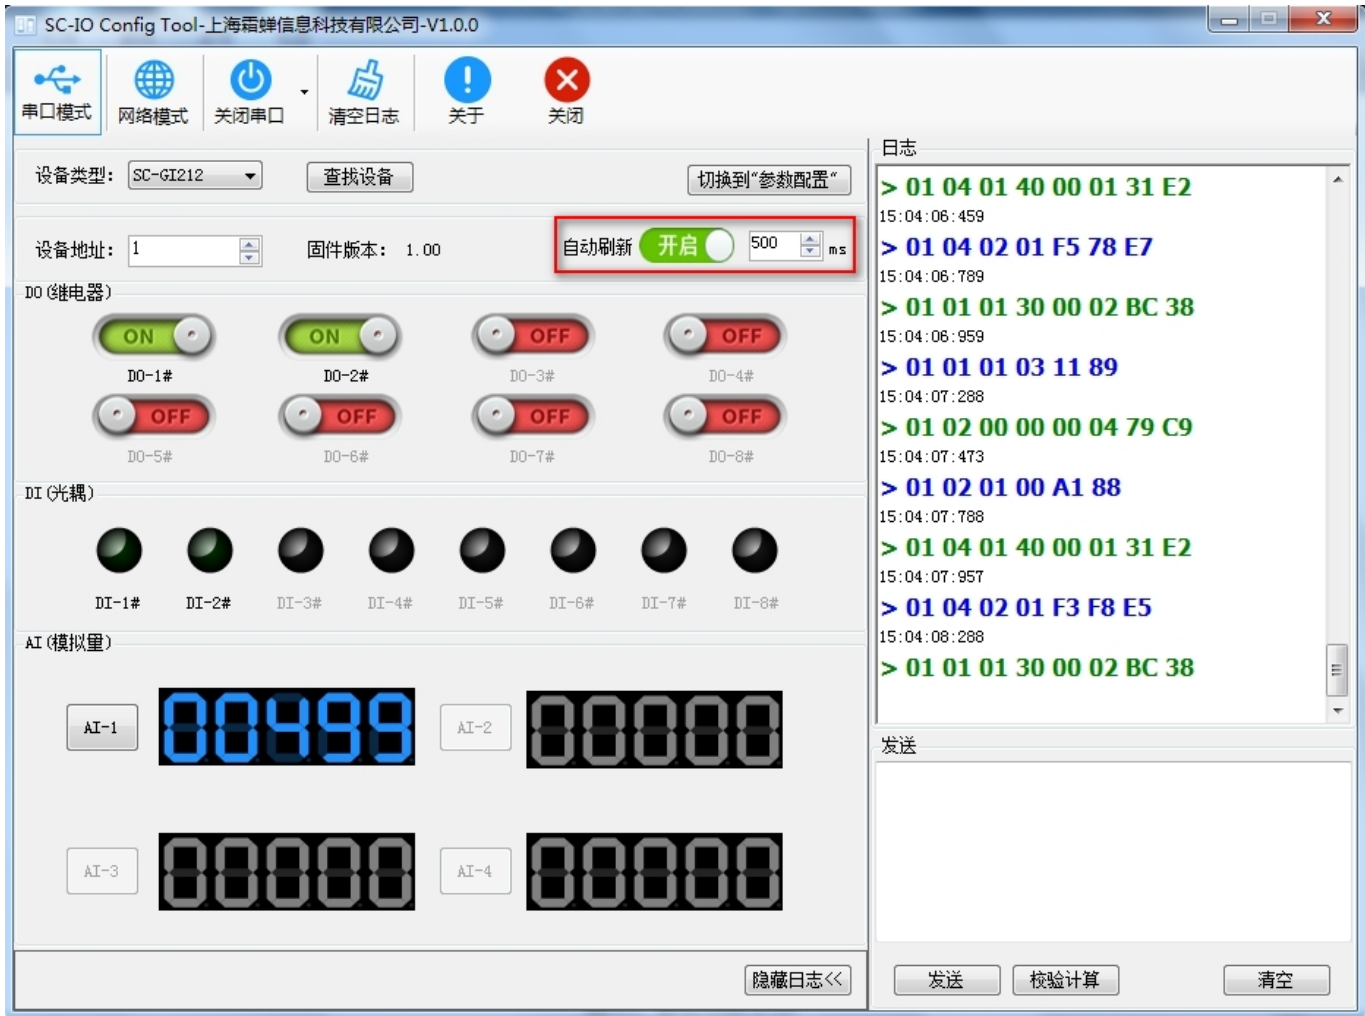 SC-IO Config Tool-上海霜蝉信息科技有限公司-V1.0.0
串口模式 网络模式 关闭串口 清空日志 关于 关闭
设备类型： SC-GI212 查找设备 切换到“参数配置“
设备地址： 1 固件版本： 1.00 自动刷新 开启 500 ms
DO(继电器)
ON ON OFF OFF
DO-1# DO-2# DO-3# DO-4#
OFF OFF OFF OFF
DO-5# DO-6# DO-7# DO-8#
DI(光耦)
DI-1# DI-2# DI-3# DI-4# DI-5# DI-6# DI-7# DI-8#
AI(模拟量)
AI-1 00499 AI-2 00000
AI-3 00000 AI-4 00000
隐藏日志<<
日志
> 01 04 01 40 00 01 31 E2
15:04:06:459
> 01 04 02 01 F5 78 E7
15:04:06:789
> 01 01 01 30 00 02 BC 38
15:04:06:959
> 01 01 01 03 11 89
15:04:07:288
> 01 02 00 00 00 04 79 C9
15:04:07:473
> 01 02 01 00 A1 88
15:04:07:788
> 01 04 01 40 00 01 31 E2
15:04:07:957
> 01 04 02 01 F3 F8 E5
15:04:08:288
> 01 01 01 30 00 02 BC 38
发送
发送 校验计算 清空